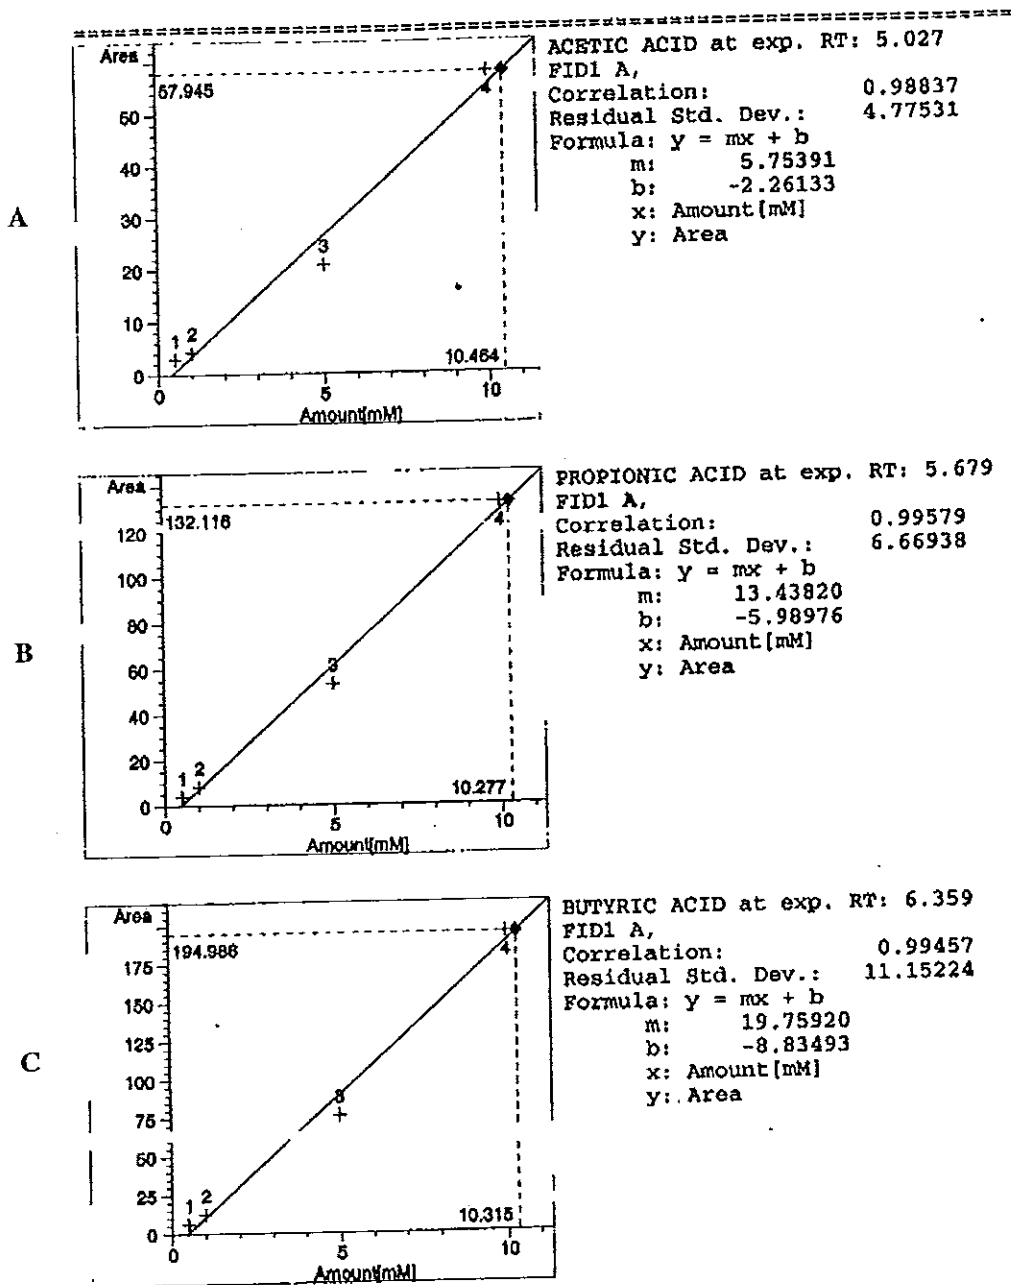 A
Area
57.945
60
50
40
30
20
10
0
1
2
3
4
10.464
0
5
10
Amount[mM]
ACETIC ACID at exp. RT: 5.027
FID1 A,
Correlation: 0.98837
Residual Std. Dev.: 4.77531
Formula: y = mx + b
m: 5.75391
b: -2.26133
x: Amount[mM]
y: Area
B
Area
132.116
120
100
80
60
40
20
0
1
2
3
4
10.277
0
5
10
Amount[mM]
PROPIONIC ACID at exp. RT: 5.679
FID1 A,
Correlation: 0.99579
Residual Std. Dev.: 6.66938
Formula: y = mx + b
m: 13.43820
b: -5.98976
x: Amount[mM]
y: Area
C
Area
194.986
175
150
125
100
75
50
25
0
1
2
3
4
10.315
0
5
10
Amount[mM]
BUTYRIC ACID at exp. RT: 6.359
FID1 A,
Correlation: 0.99457
Residual Std. Dev.: 11.15224
Formula: y = mx + b
m: 19.75920
b: -8.83493
x: Amount[mM]
y: Area